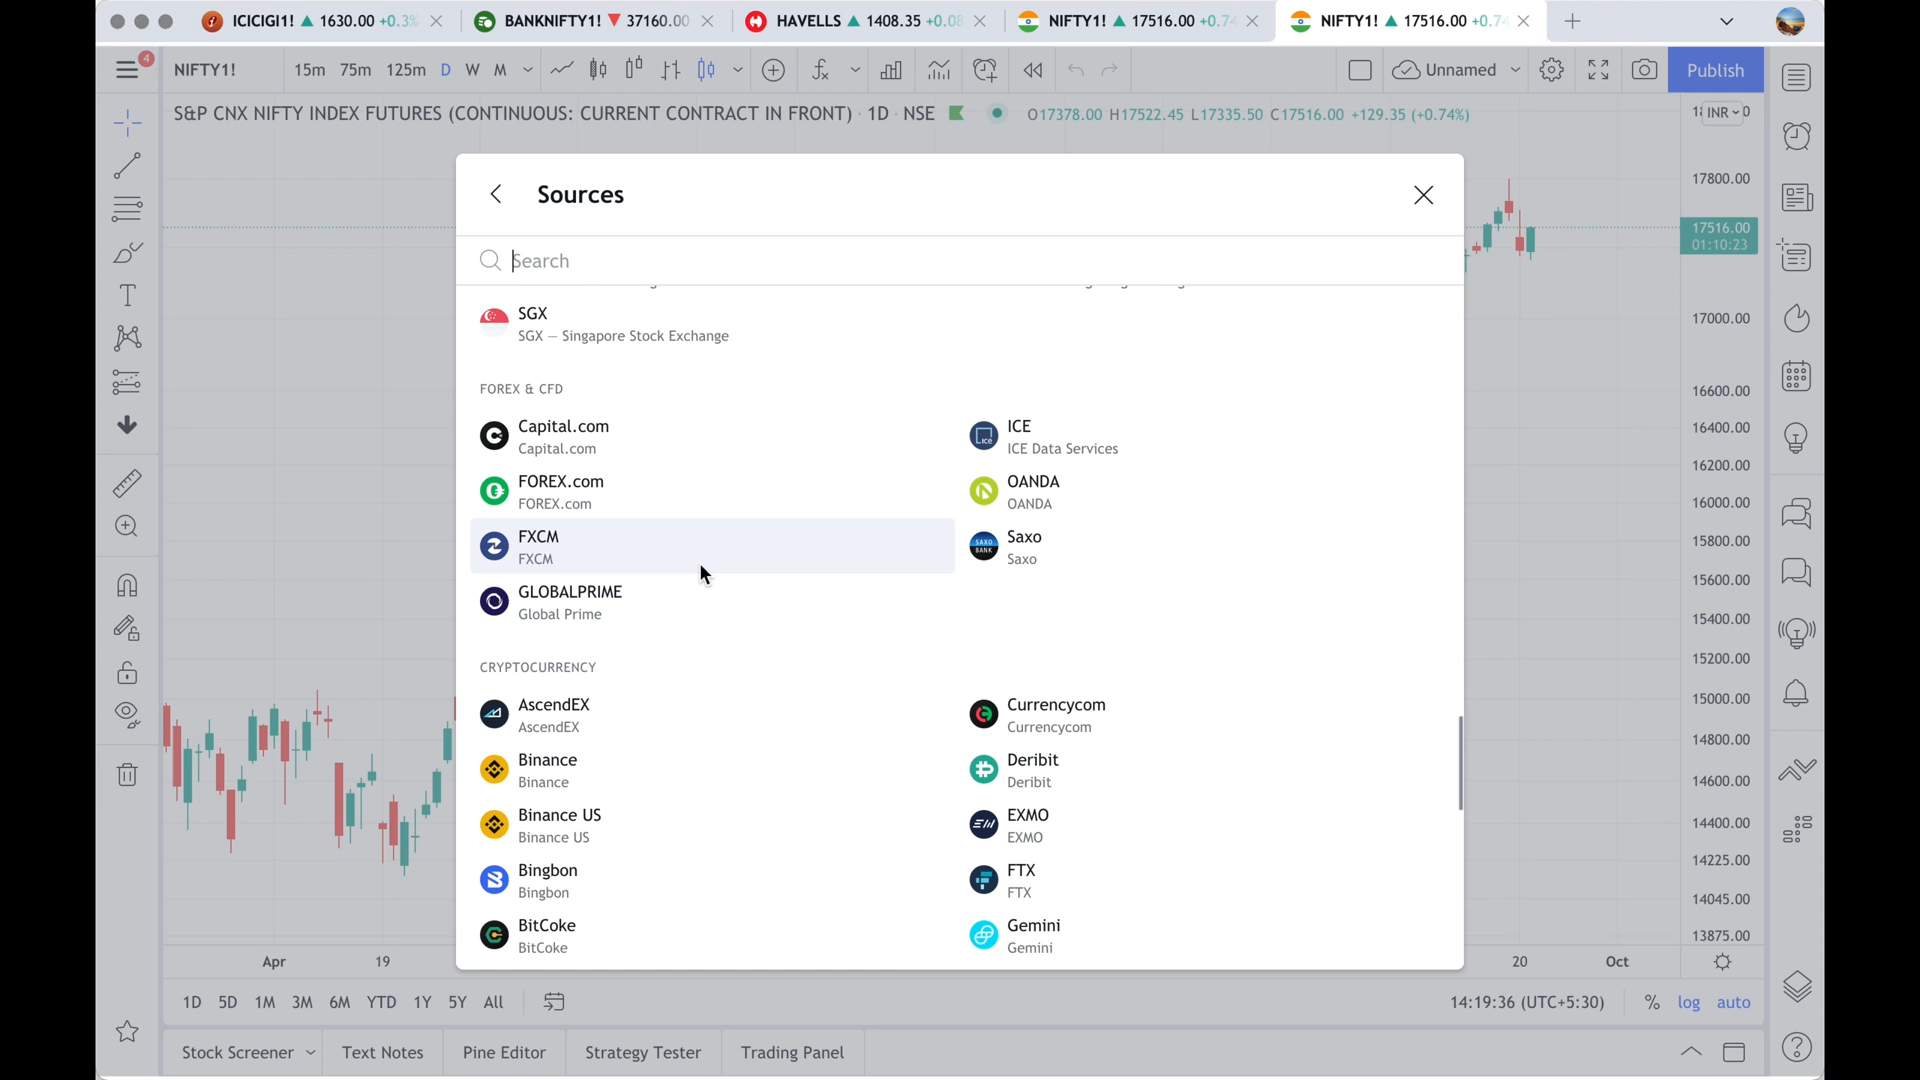 ICICIGI1! ▲ 1630.00 +0.3%
BANKNIFTY1! ▼ 37160.00
HAVELLS ▲ 1408.35 +0.08
NIFTY1! ▲ 17516.00 +0.74
NIFTY1! ▲ 17516.00 +0.74
4
NIFTY1!
15m 75m 125m D W M
Unnamed
Publish
S&P CNX NIFTY INDEX FUTURES (CONTINUOUS: CURRENT CONTRACT IN FRONT) · 1D · NSE
O17378.00 H17522.45 L17335.50 C17516.00 +129.35 (+0.74%)
INR
Sources
Search
SGX
SGX — Singapore Stock Exchange
FOREX & CFD
Capital.com
Capital.com
ICE
ICE Data Services
FOREX.com
FOREX.com
OANDA
OANDA
FXCM
FXCM
Saxo
Saxo
GLOBALPRIME
Global Prime
CRYPTOCURRENCY
AscendEX
AscendEX
Currencycom
Currencycom
Binance
Binance
Deribit
Deribit
Binance US
Binance US
EXMO
EXMO
Bingbon
Bingbon
FTX
FTX
BitCoke
BitCoke
Gemini
Gemini
17800.00
17516.00
01:10:23
17000.00
16600.00
16400.00
16200.00
16000.00
15800.00
15600.00
15400.00
15200.00
15000.00
14800.00
14600.00
14400.00
14225.00
14045.00
13875.00
Apr 19 20 Oct
1D 5D 1M 3M 6M YTD 1Y 5Y All
14:19:36 (UTC+5:30) % log auto
Stock Screener Text Notes Pine Editor Strategy Tester Trading Panel